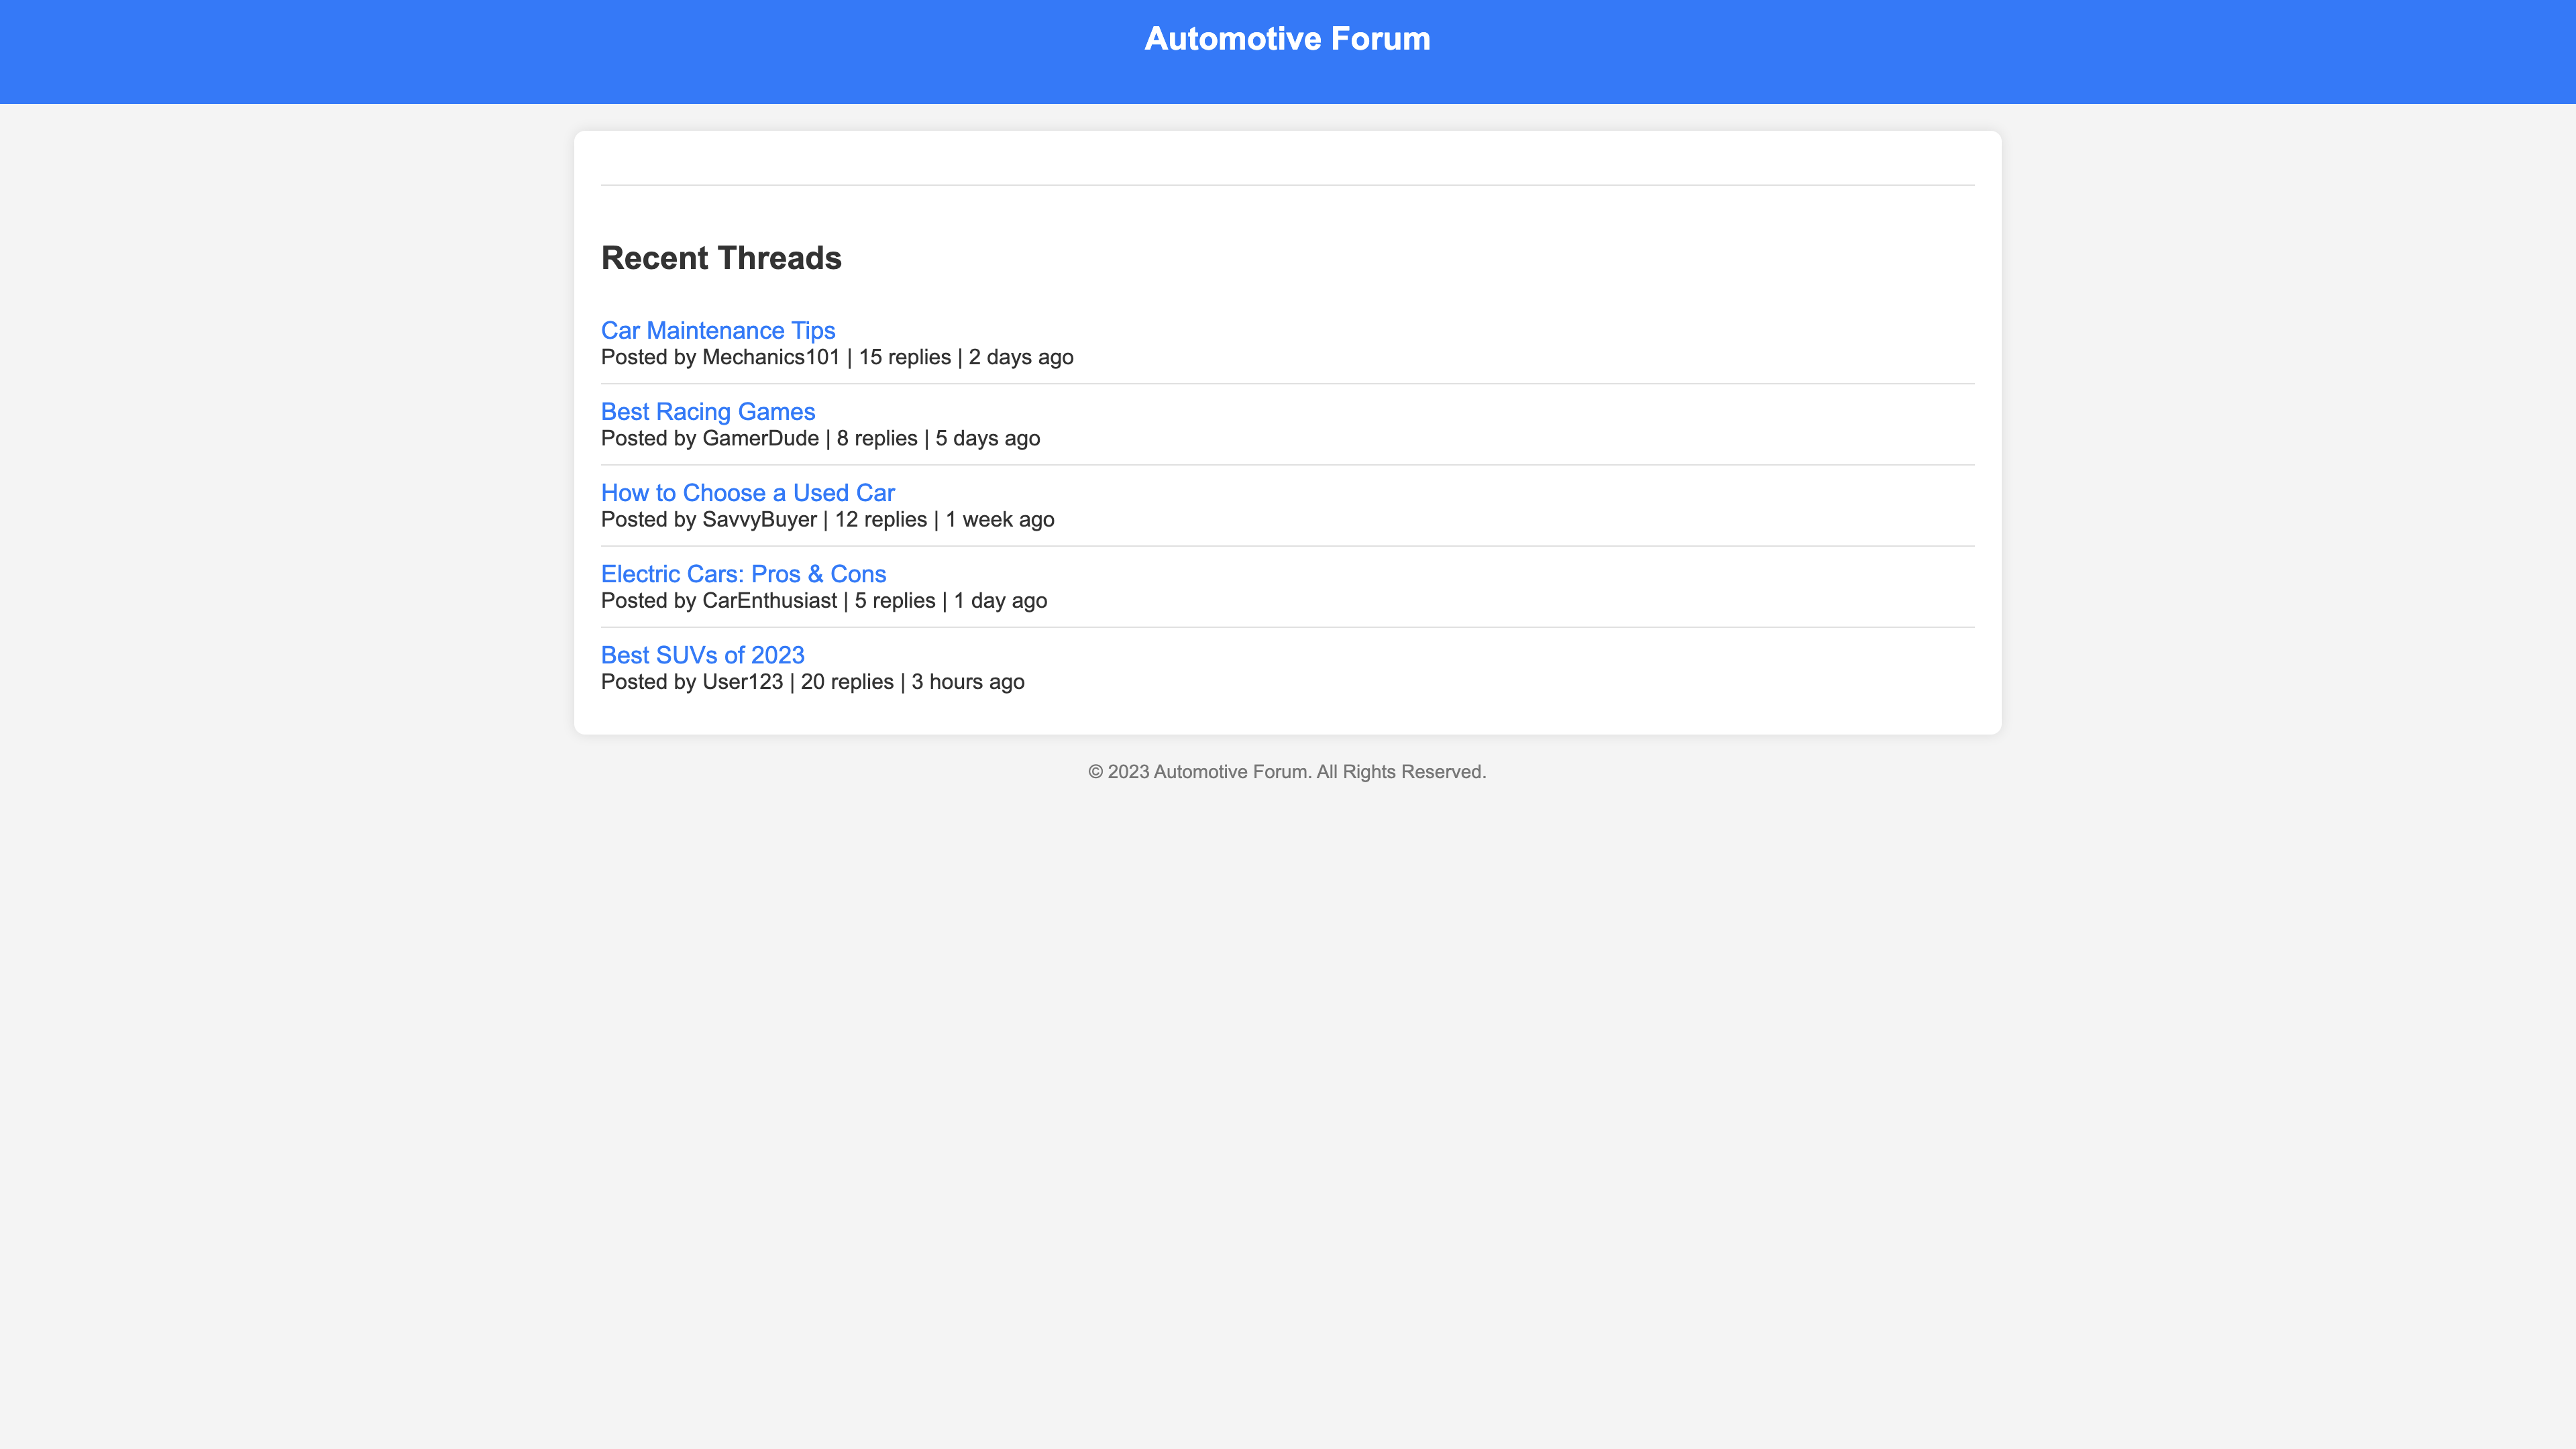 Automotive Forum
Recent Threads
Car Maintenance Tips
Posted by Mechanics101 | 15 replies | 2 days ago
Best Racing Games
Posted by GamerDude | 8 replies | 5 days ago
How to Choose a Used Car
Posted by SavvyBuyer | 12 replies | 1 week ago
Electric Cars: Pros & Cons
Posted by CarEnthusiast | 5 replies | 1 day ago
Best SUVs of 2023
Posted by User123 | 20 replies | 3 hours ago
© 2023 Automotive Forum. All Rights Reserved.